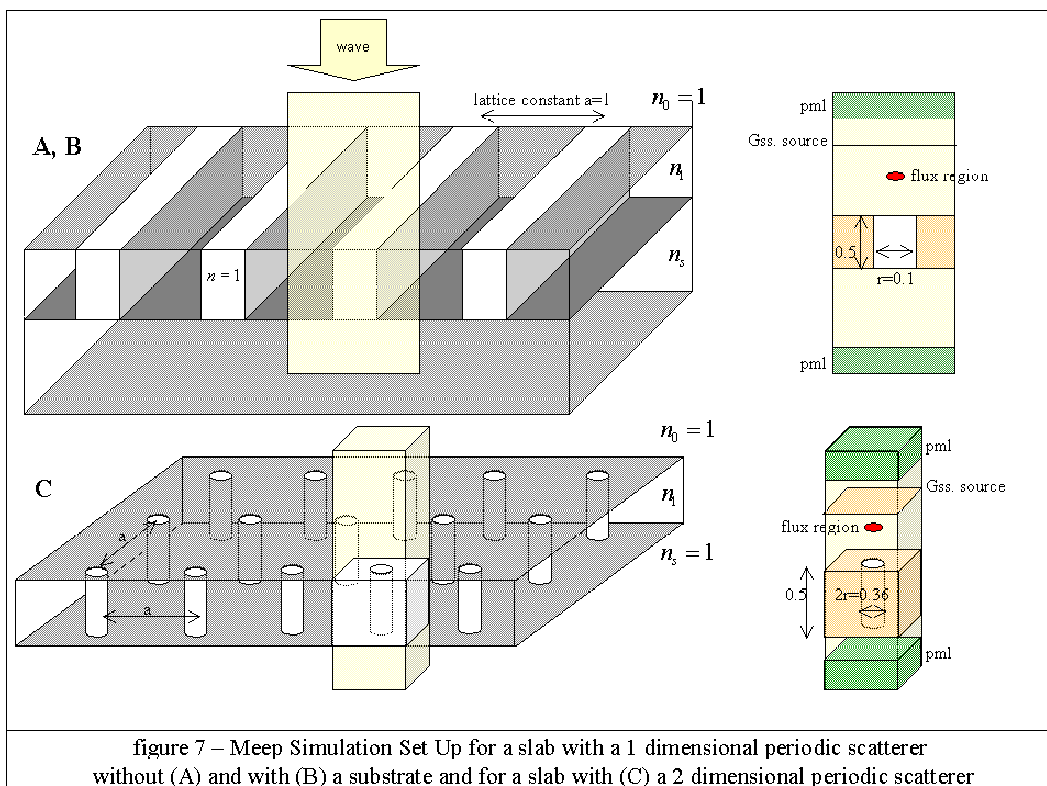 wave
lattice constant a=1
n₀ = 1
A, B
n₁
n = 1
nₛ
pml
Gss. source
flux region
0.5
r=0.1
pml
C
n₀ = 1
n₁
nₛ = 1
a
a
pml
Gss. source
flux region
0.5
2r=0.36
pml
figure 7 – Meep Simulation Set Up for a slab with a 1 dimensional periodic scatterer
without (A) and with (B) a substrate and for a slab with (C) a 2 dimensional periodic scatterer